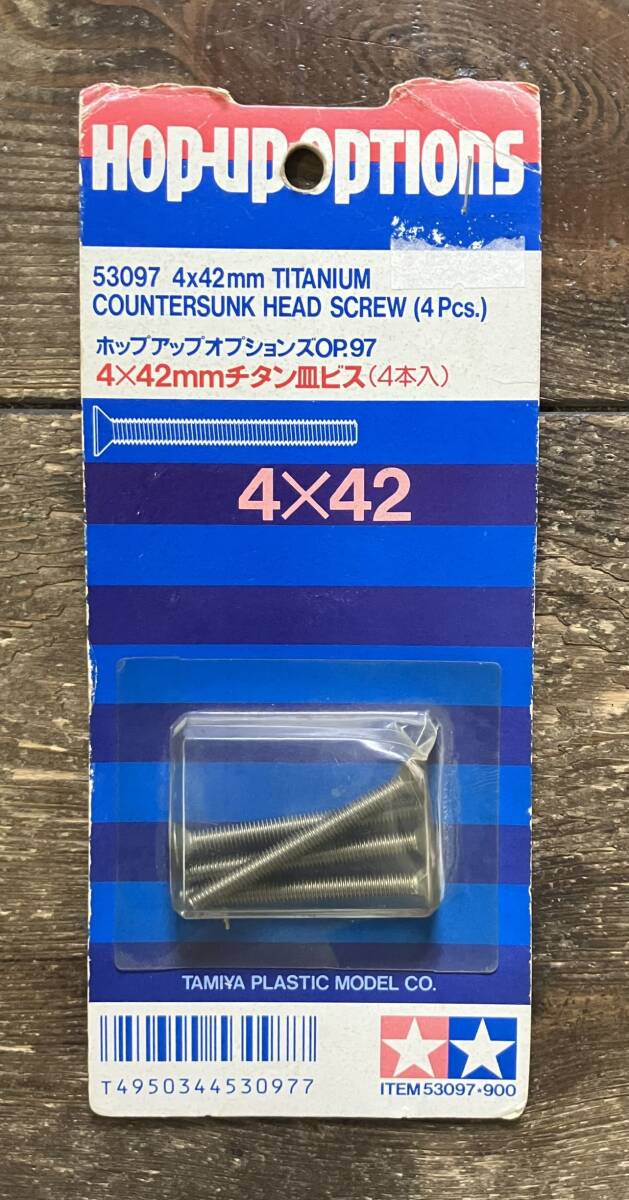 HOP-UP OPTIONS
53097 4x42mm TITANIUM
COUNTERSUNK HEAD SCREW (4 Pcs.)
ホップアップオプションズOP.97
4×42mmチタン皿ビス(4本入)
4×42
TAMIYA PLASTIC MODEL CO.
T4950344530977
ITEM 53097★900